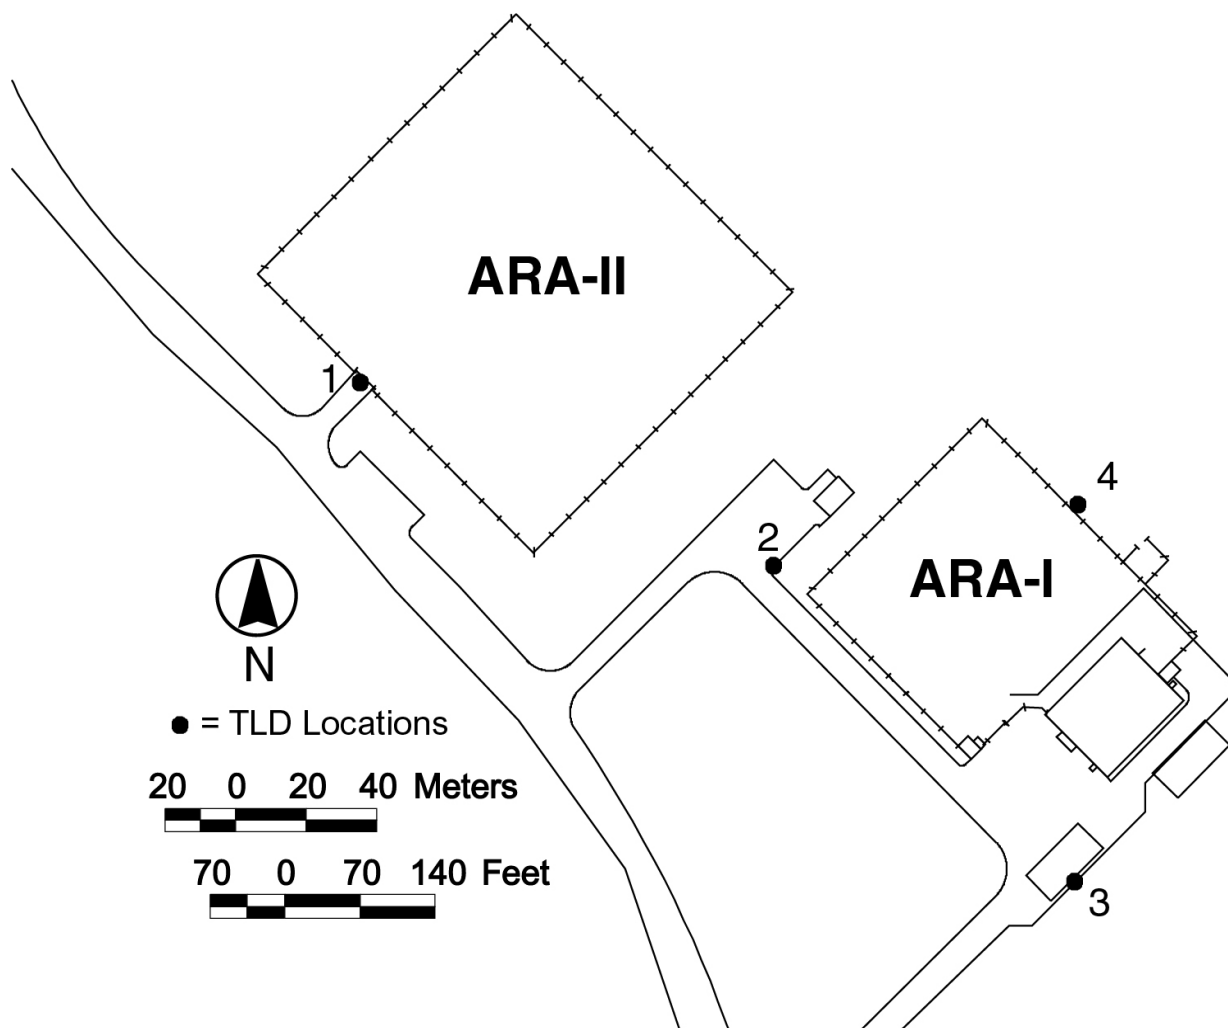 ARA-II
1
4
2
ARA-I
N
= TLD Locations
20 0 20 40 Meters
70 0 70 140 Feet
3